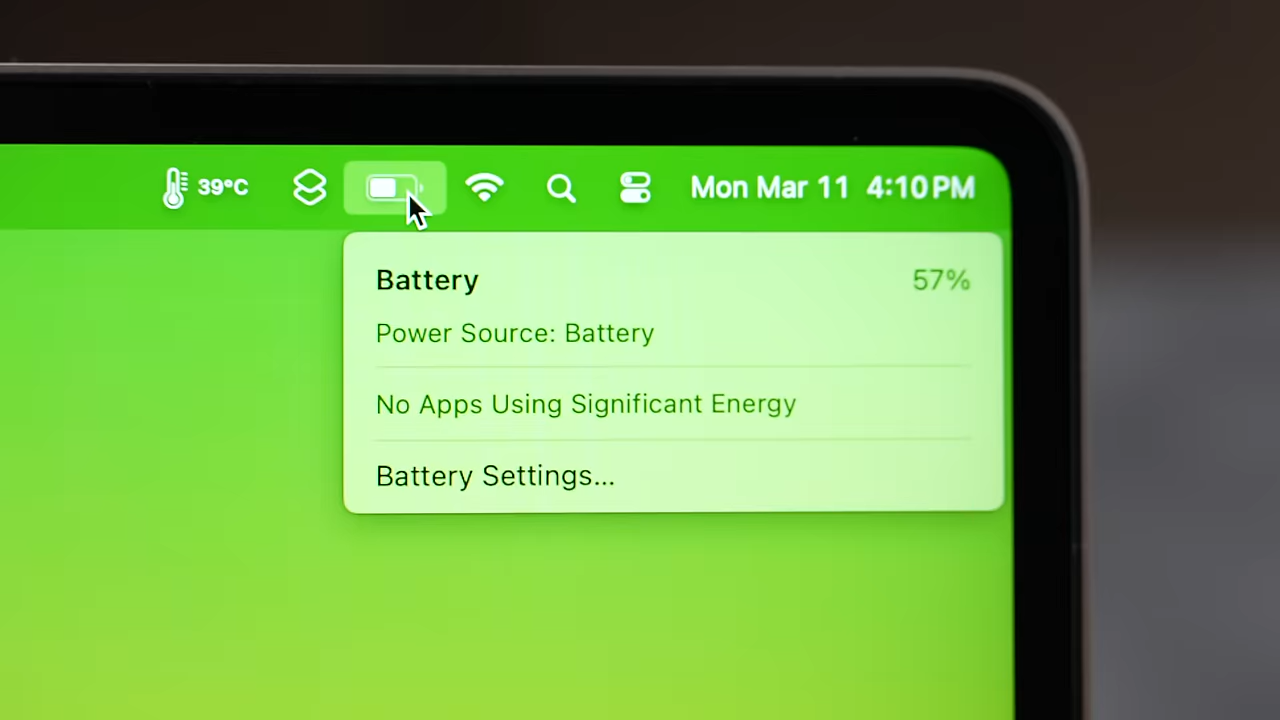 39°C Mon Mar 11 4:10 PM
Battery 57%
Power Source: Battery
No Apps Using Significant Energy
Battery Settings...